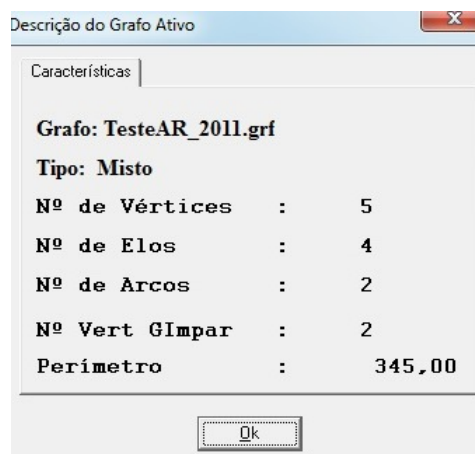 Descrição do Grafo Ativo
Características
Grafo: TesteAR_2011.grf
Tipo: Misto
Nº de Vértices : 5
Nº de Elos : 4
Nº de Arcos : 2
Nº Vert GImpar : 2
Perímetro : 345,00
Ok